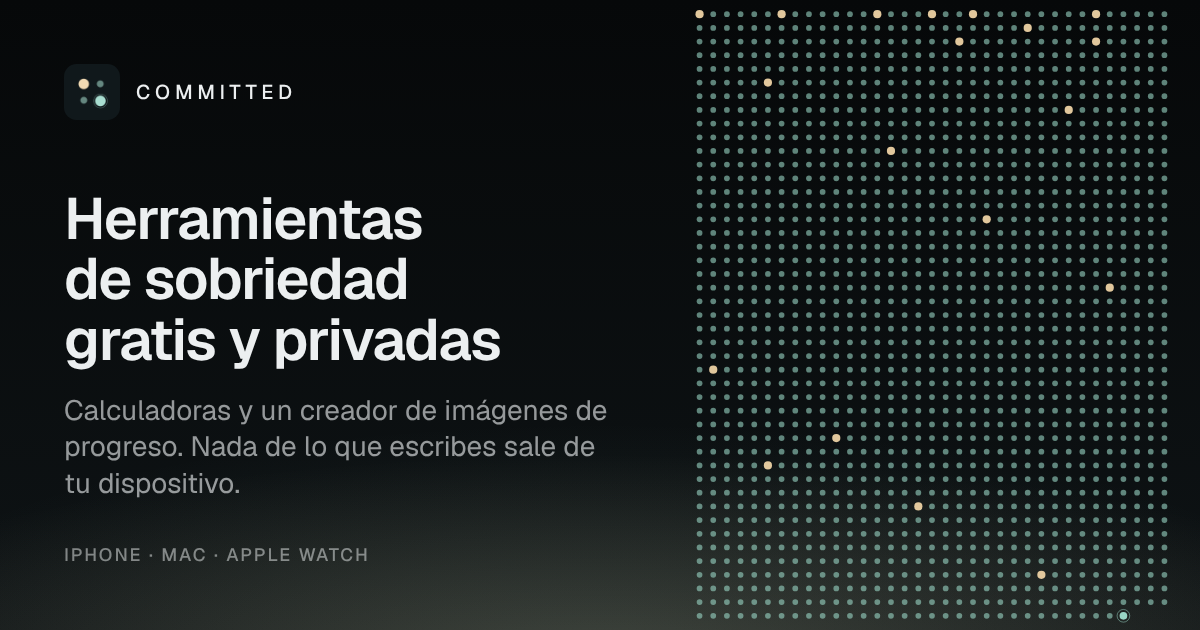 COMMITTED
Herramientas
de sobriedad
gratis y privadas
Calculadoras y un creador de imágenes de
progreso. Nada de lo que escribes sale de
tu dispositivo.
IPHONE · MAC · APPLE WATCH